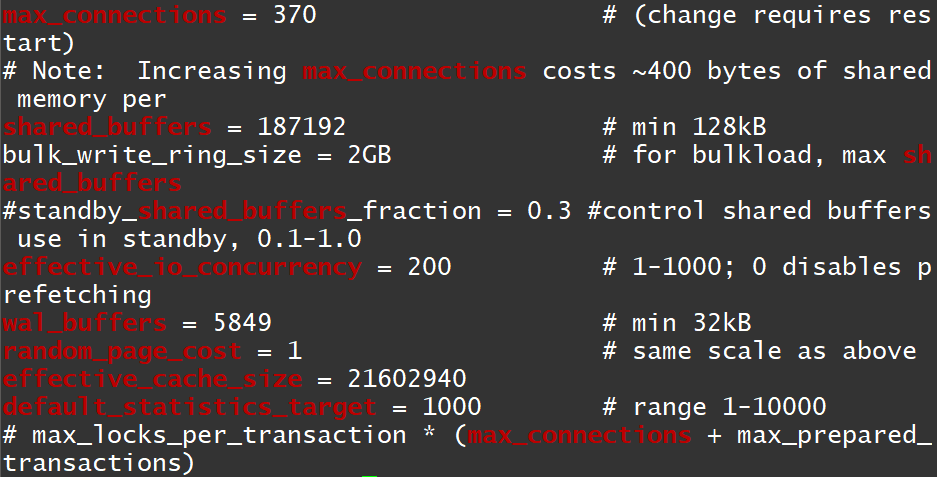 max_connections = 370 # (change requires res
tart)
# Note:  Increasing max_connections costs ~400 bytes of shared
 memory per
shared_buffers = 187192 # min 128kB
bulk_write_ring_size = 2GB # for bulkload, max sh
ared_buffers
#standby_shared_buffers_fraction = 0.3 #control shared buffers
 use in standby, 0.1-1.0
effective_io_concurrency = 200 # 1-1000; 0 disables p
refetching
wal_buffers = 5849 # min 32kB
random_page_cost = 1 # same scale as above
effective_cache_size = 21602940
default_statistics_target = 1000 # range 1-10000
# max_locks_per_transaction * (max_connections + max_prepared_
transactions)